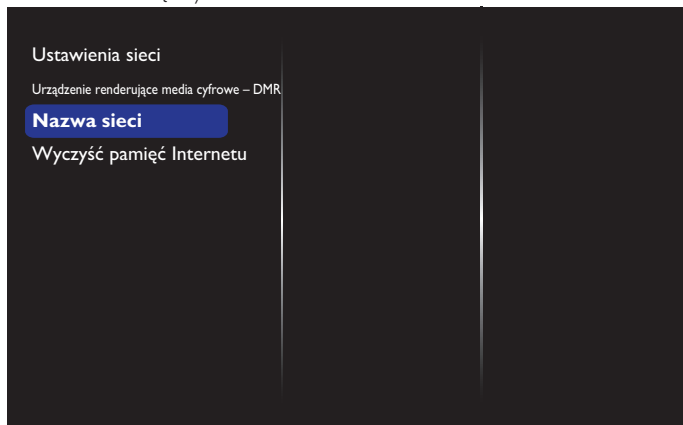 Ustawienia sieci
Urządzenie renderujące media cyfrowe – DMR
Nazwa sieci
Wyczyść pamięć Internetu